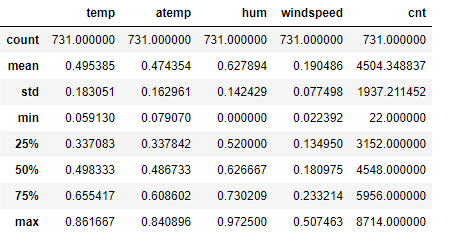 temp atemp hum windspeed cnt
count 731.000000 731.000000 731.000000 731.000000 731.000000
mean 0.495385 0.474354 0.627894 0.190486 4504.348837
std 0.183051 0.162961 0.142429 0.077498 1937.211452
min 0.059130 0.079070 0.000000 0.022392 22.000000
25% 0.337083 0.337842 0.520000 0.134950 3152.000000
50% 0.498333 0.486733 0.626667 0.180975 4548.000000
75% 0.655417 0.608602 0.730209 0.233214 5956.000000
max 0.861667 0.840896 0.972500 0.507463 8714.000000